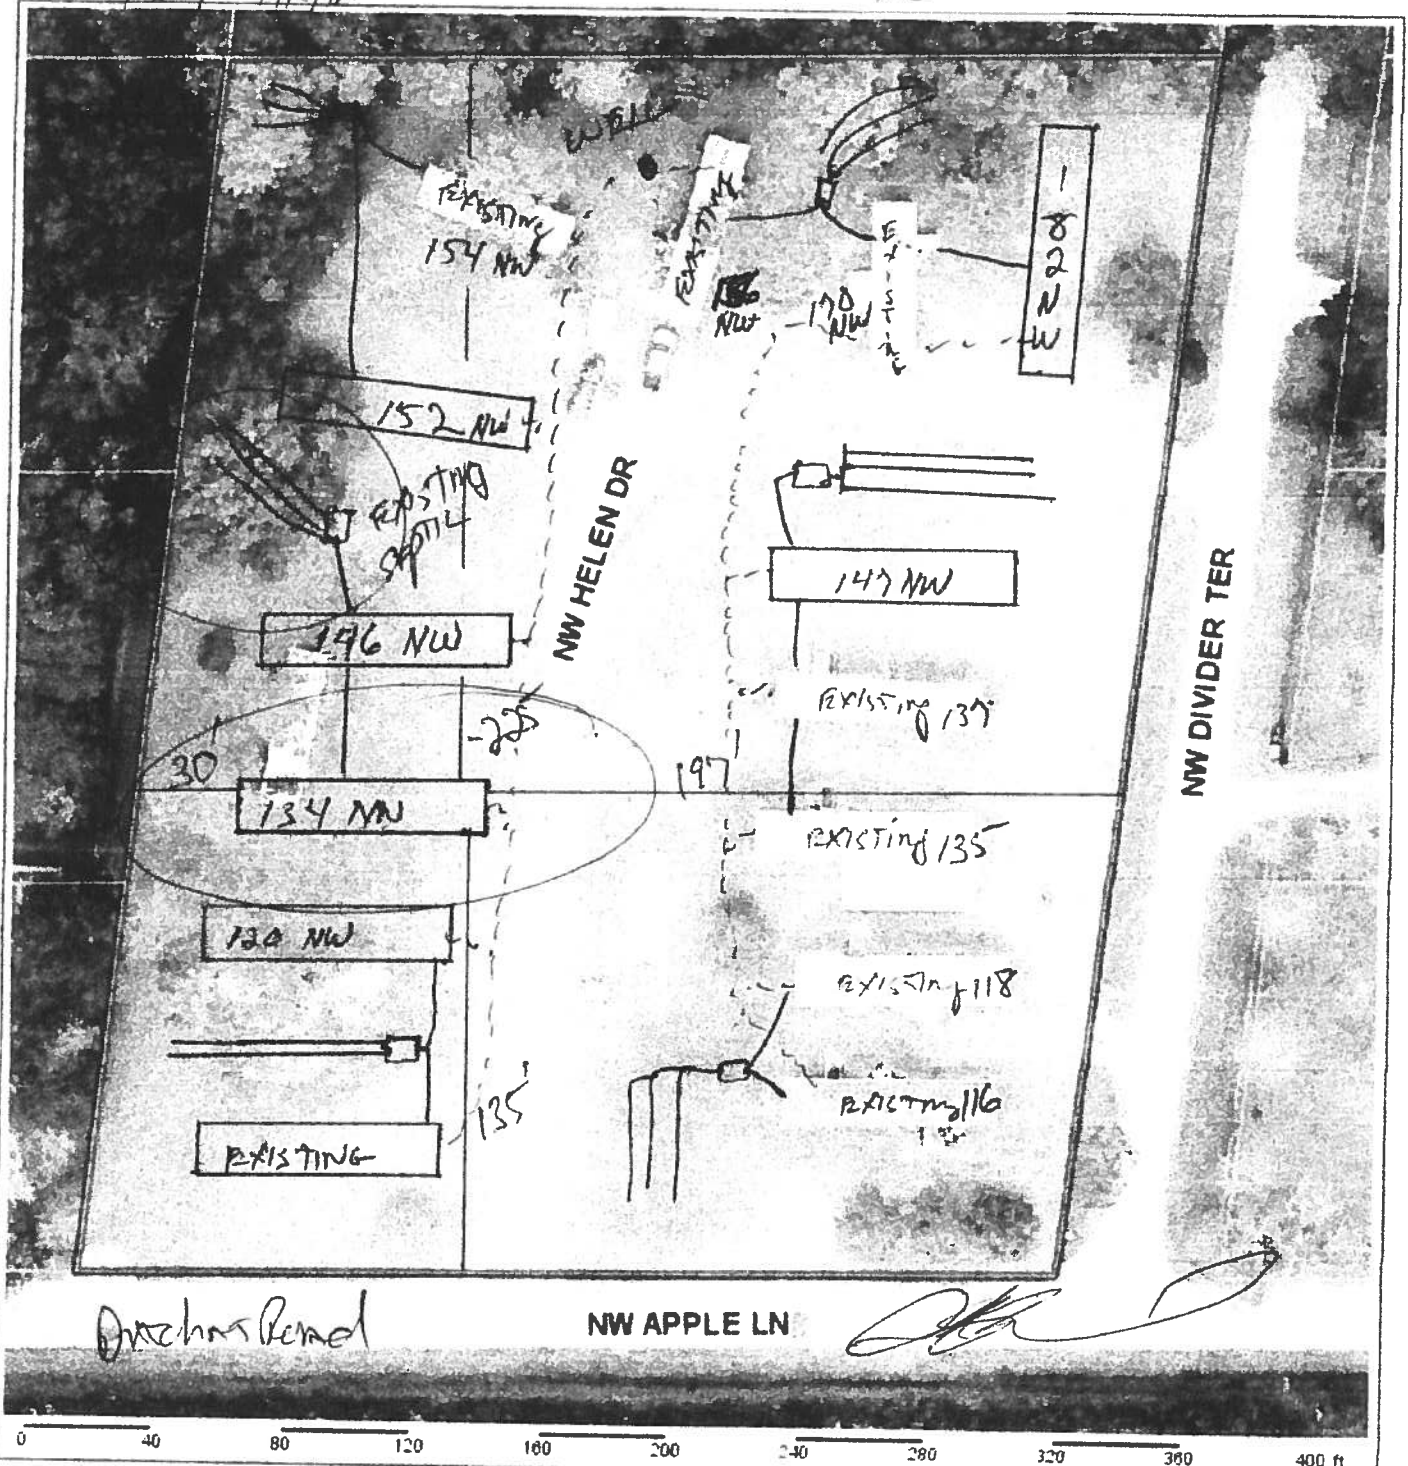 WELL
EXISTING
154 NW
EXISTING
NW
170
NW
EXISTING
182 NW
152 NW
EXISTING
septic
NW HELEN DR
147 NW
146 NW
NW DIVIDER TER
EXISTING 137
225
30'
197
134 NW
EXISTING 135
120 NW
EXISTING 118
135'
EXISTING 116
EXISTING
NW APPLE LN
0 40 80 120 160 200 240 280 320 360 400 ft